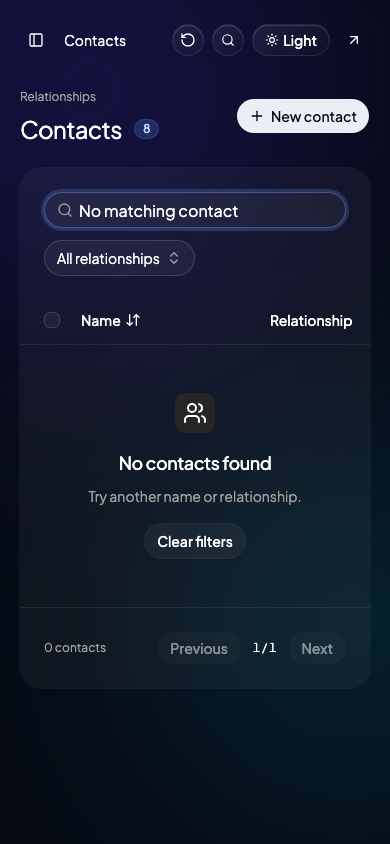 Contacts
Light
Relationships
Contacts 8
New contact
No matching contact
All relationships
Name
Relationship
No contacts found
Try another name or relationship.
Clear filters
0 contacts
Previous
1/1
Next